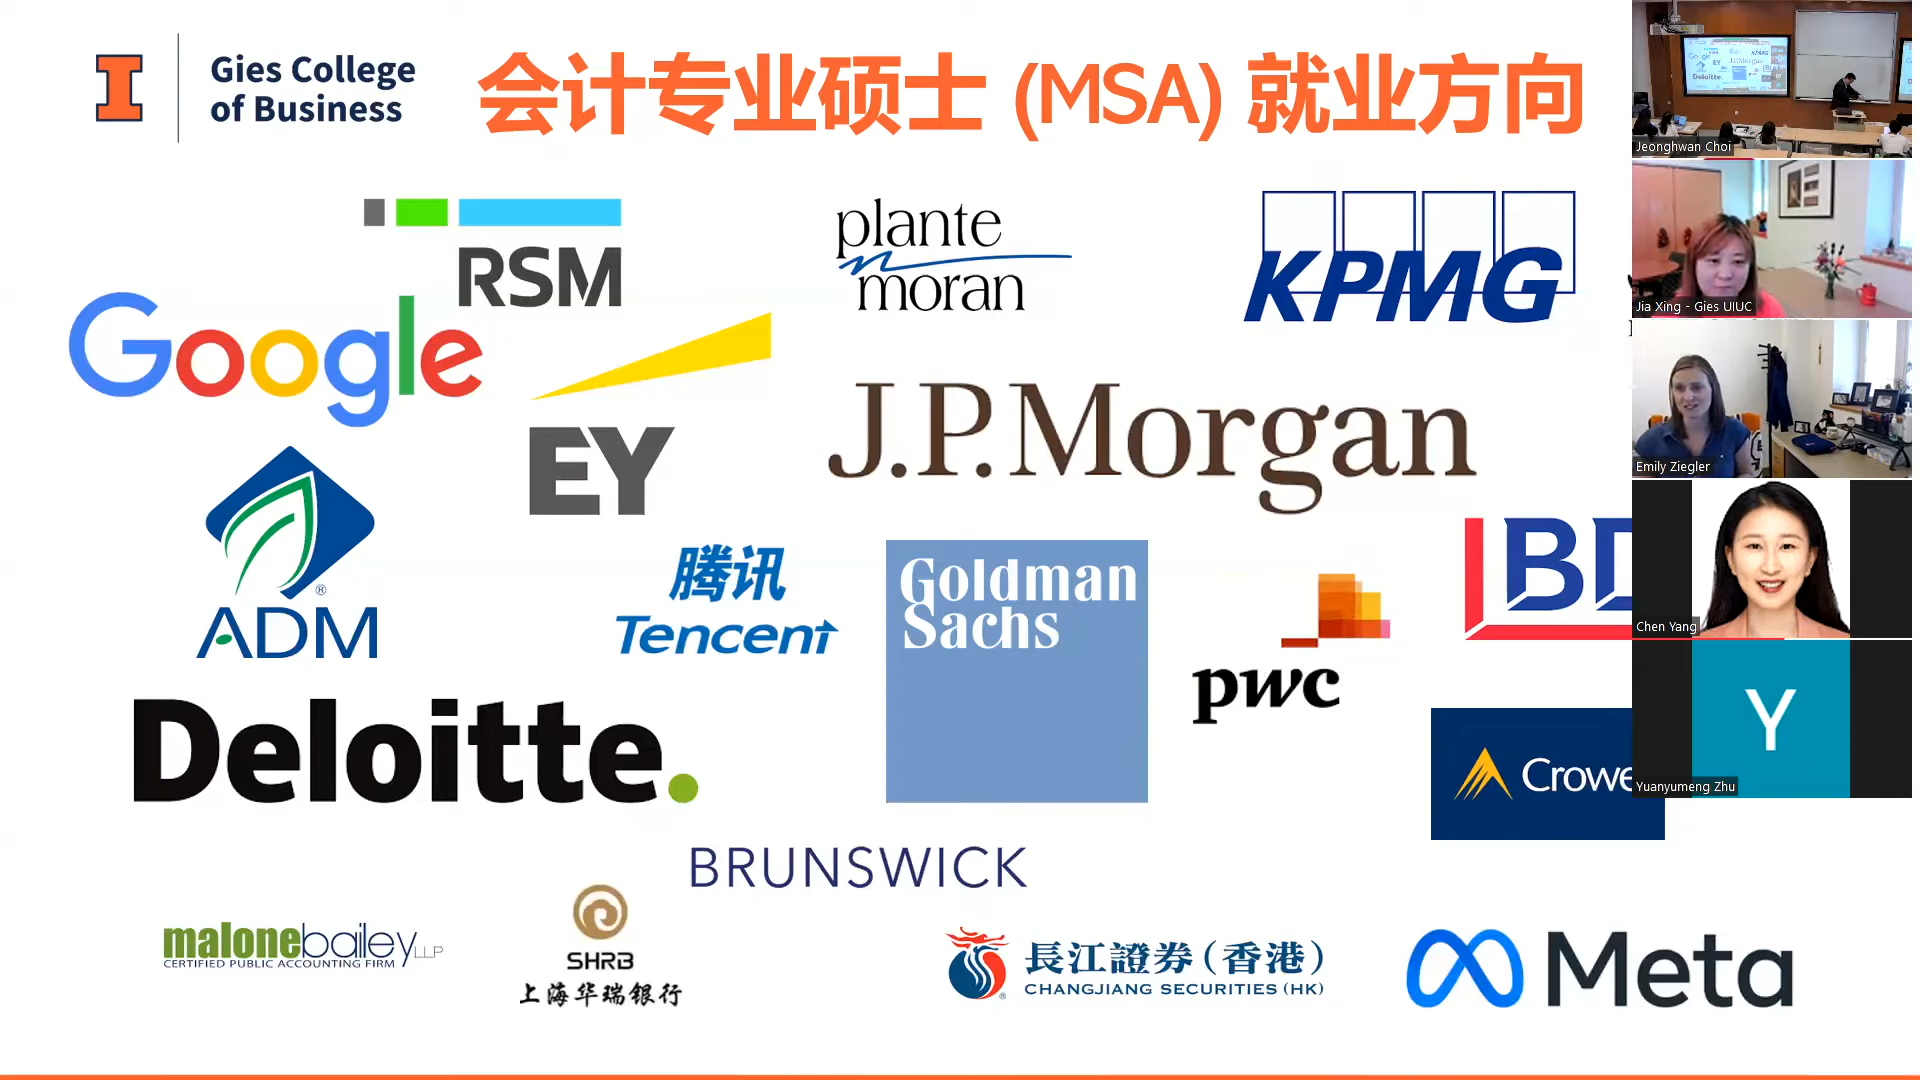 Gies College
of Business
会计专业硕士 (MSA) 就业方向
RSM
plante
moran
KPMG
Google
EY
J.P.Morgan
ADM
腾讯
Tencent
Goldman
Sachs
pwc
BD
Deloitte.
Crowe
BRUNSWICK
malonebailey LLP
CERTIFIED PUBLIC ACCOUNTING FIRM
SHRB
上海华瑞银行
長江證券(香港)
CHANGJIANG SECURITIES (HK)
Meta
Jeonghwan Choi
Jia Xing - Gies UIUC
Emily Ziegler
Chen Yang
Y
Yuanyumeng Zhu